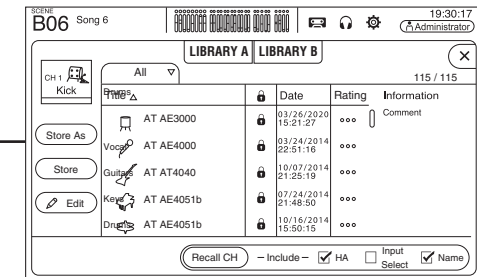 SCENE
B06 Song 6
19:30:17
Administrator
LIBRARY A LIBRARY B
CH 1
Kick
All
115 / 115
Drums
Title Date Rating Information
AT AE3000 03/26/2020 15:21:27 Comment
Vocal AT AE4000 03/24/2014 22:51:16
Guitars AT AT4040 10/07/2014 21:25:19
Keys AT AE4051b 07/24/2014 21:48:50
Drums AT AE4051b 10/16/2014 15:50:15
Store As
Store
Edit
Recall CH – Include – HA Input Select Name